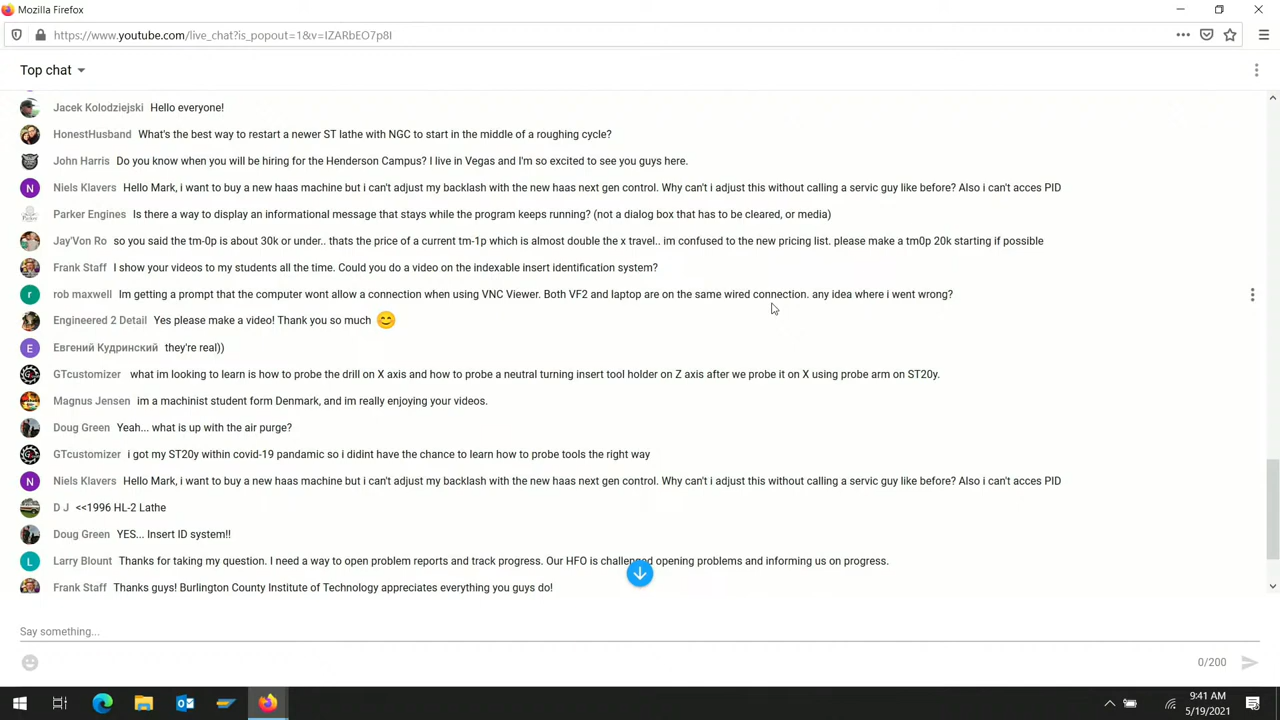 Mozilla Firefox
https://www.youtube.com/live_chat?is_popout=1&v=IZARbEO7p8I
Top chat
Jacek Kolodziejski Hello everyone!
HonestHusband What's the best way to restart a newer ST lathe with NGC to start in the middle of a roughing cycle?
John Harris Do you know when you will be hiring for the Henderson Campus? I live in Vegas and I'm so excited to see you guys here.
N Niels Klavers Hello Mark, i want to buy a new haas machine but i can't adjust my backlash with the new haas next gen control. Why can't i adjust this without calling a servic guy like before? Also i can't acces PID
Parker Engines Is there a way to display an informational message that stays while the program keeps running? (not a dialog box that has to be cleared, or media)
Jay'Von Ro so you said the tm-0p is about 30k or under.. thats the price of a current tm-1p which is almost double the x travel.. im confused to the new pricing list. please make a tm0p 20k starting if possible
Frank Staff I show your videos to my students all the time. Could you do a video on the indexable insert identification system?
r rob maxwell Im getting a prompt that the computer wont allow a connection when using VNC Viewer. Both VF2 and laptop are on the same wired connection. any idea where i went wrong?
Engineered 2 Detail Yes please make a video! Thank you so much 😊
E Евгений Кудринский they're real))
GTcustomizer what im looking to learn is how to probe the drill on X axis and how to probe a neutral turning insert tool holder on Z axis after we probe it on X using probe arm on ST20y.
Magnus Jensen im a machinist student form Denmark, and im really enjoying your videos.
Doug Green Yeah... what is up with the air purge?
GTcustomizer i got my ST20y within covid-19 pandemic so i didint have the chance to learn how to probe tools the right way
N Niels Klavers Hello Mark, i want to buy a new haas machine but i can't adjust my backlash with the new haas next gen control. Why can't i adjust this without calling a servic guy like before? Also i can't acces PID
D J <<1996 HL-2 Lathe
Doug Green YES... Insert ID system!!
L Larry Blount Thanks for taking my question. I need a way to open problem reports and track progress. Our HFO is challenged opening problems and informing us on progress.
Frank Staff Thanks guys! Burlington County Institute of Technology appreciates everything you guys do!
Say something...
0/200
9:41 AM
5/19/2021